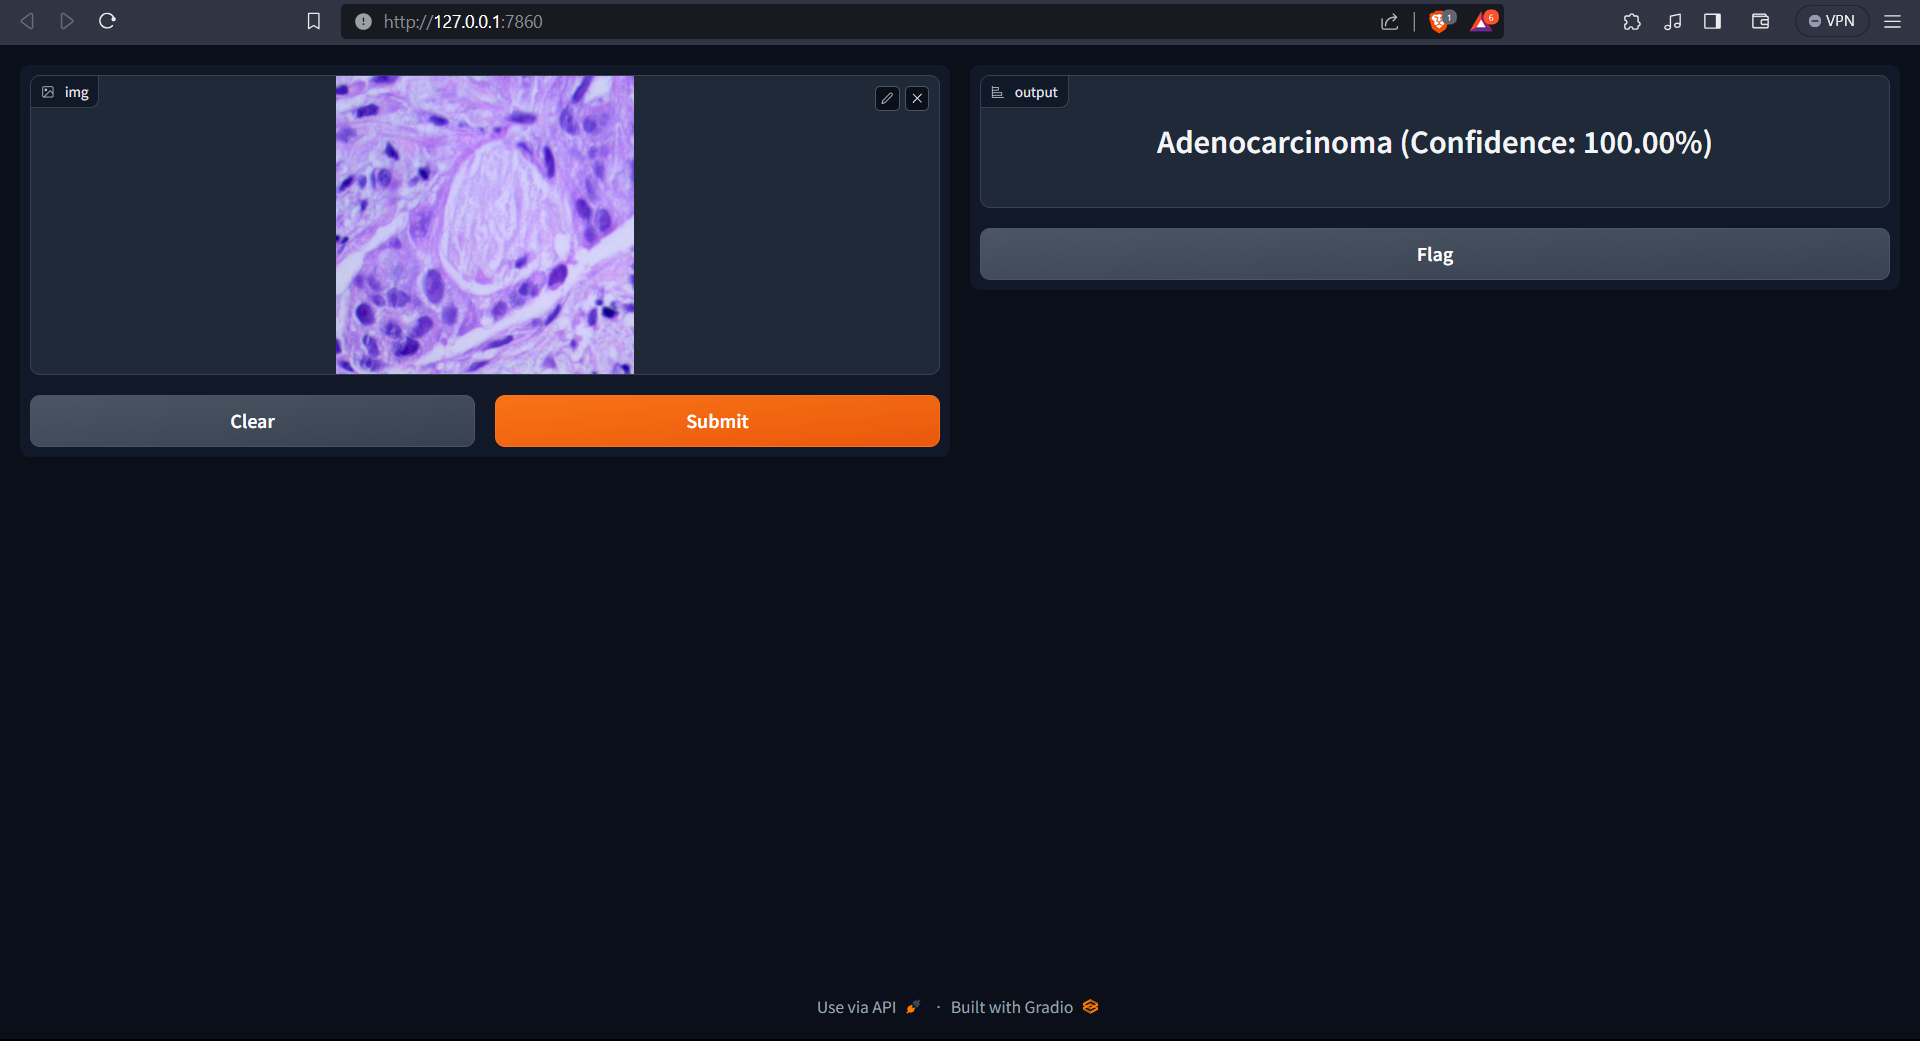 http://127.0.0.1:7860
1
6
VPN
img
output
Adenocarcinoma (Confidence: 100.00%)
Flag
Clear
Submit
Use via API · Built with Gradio